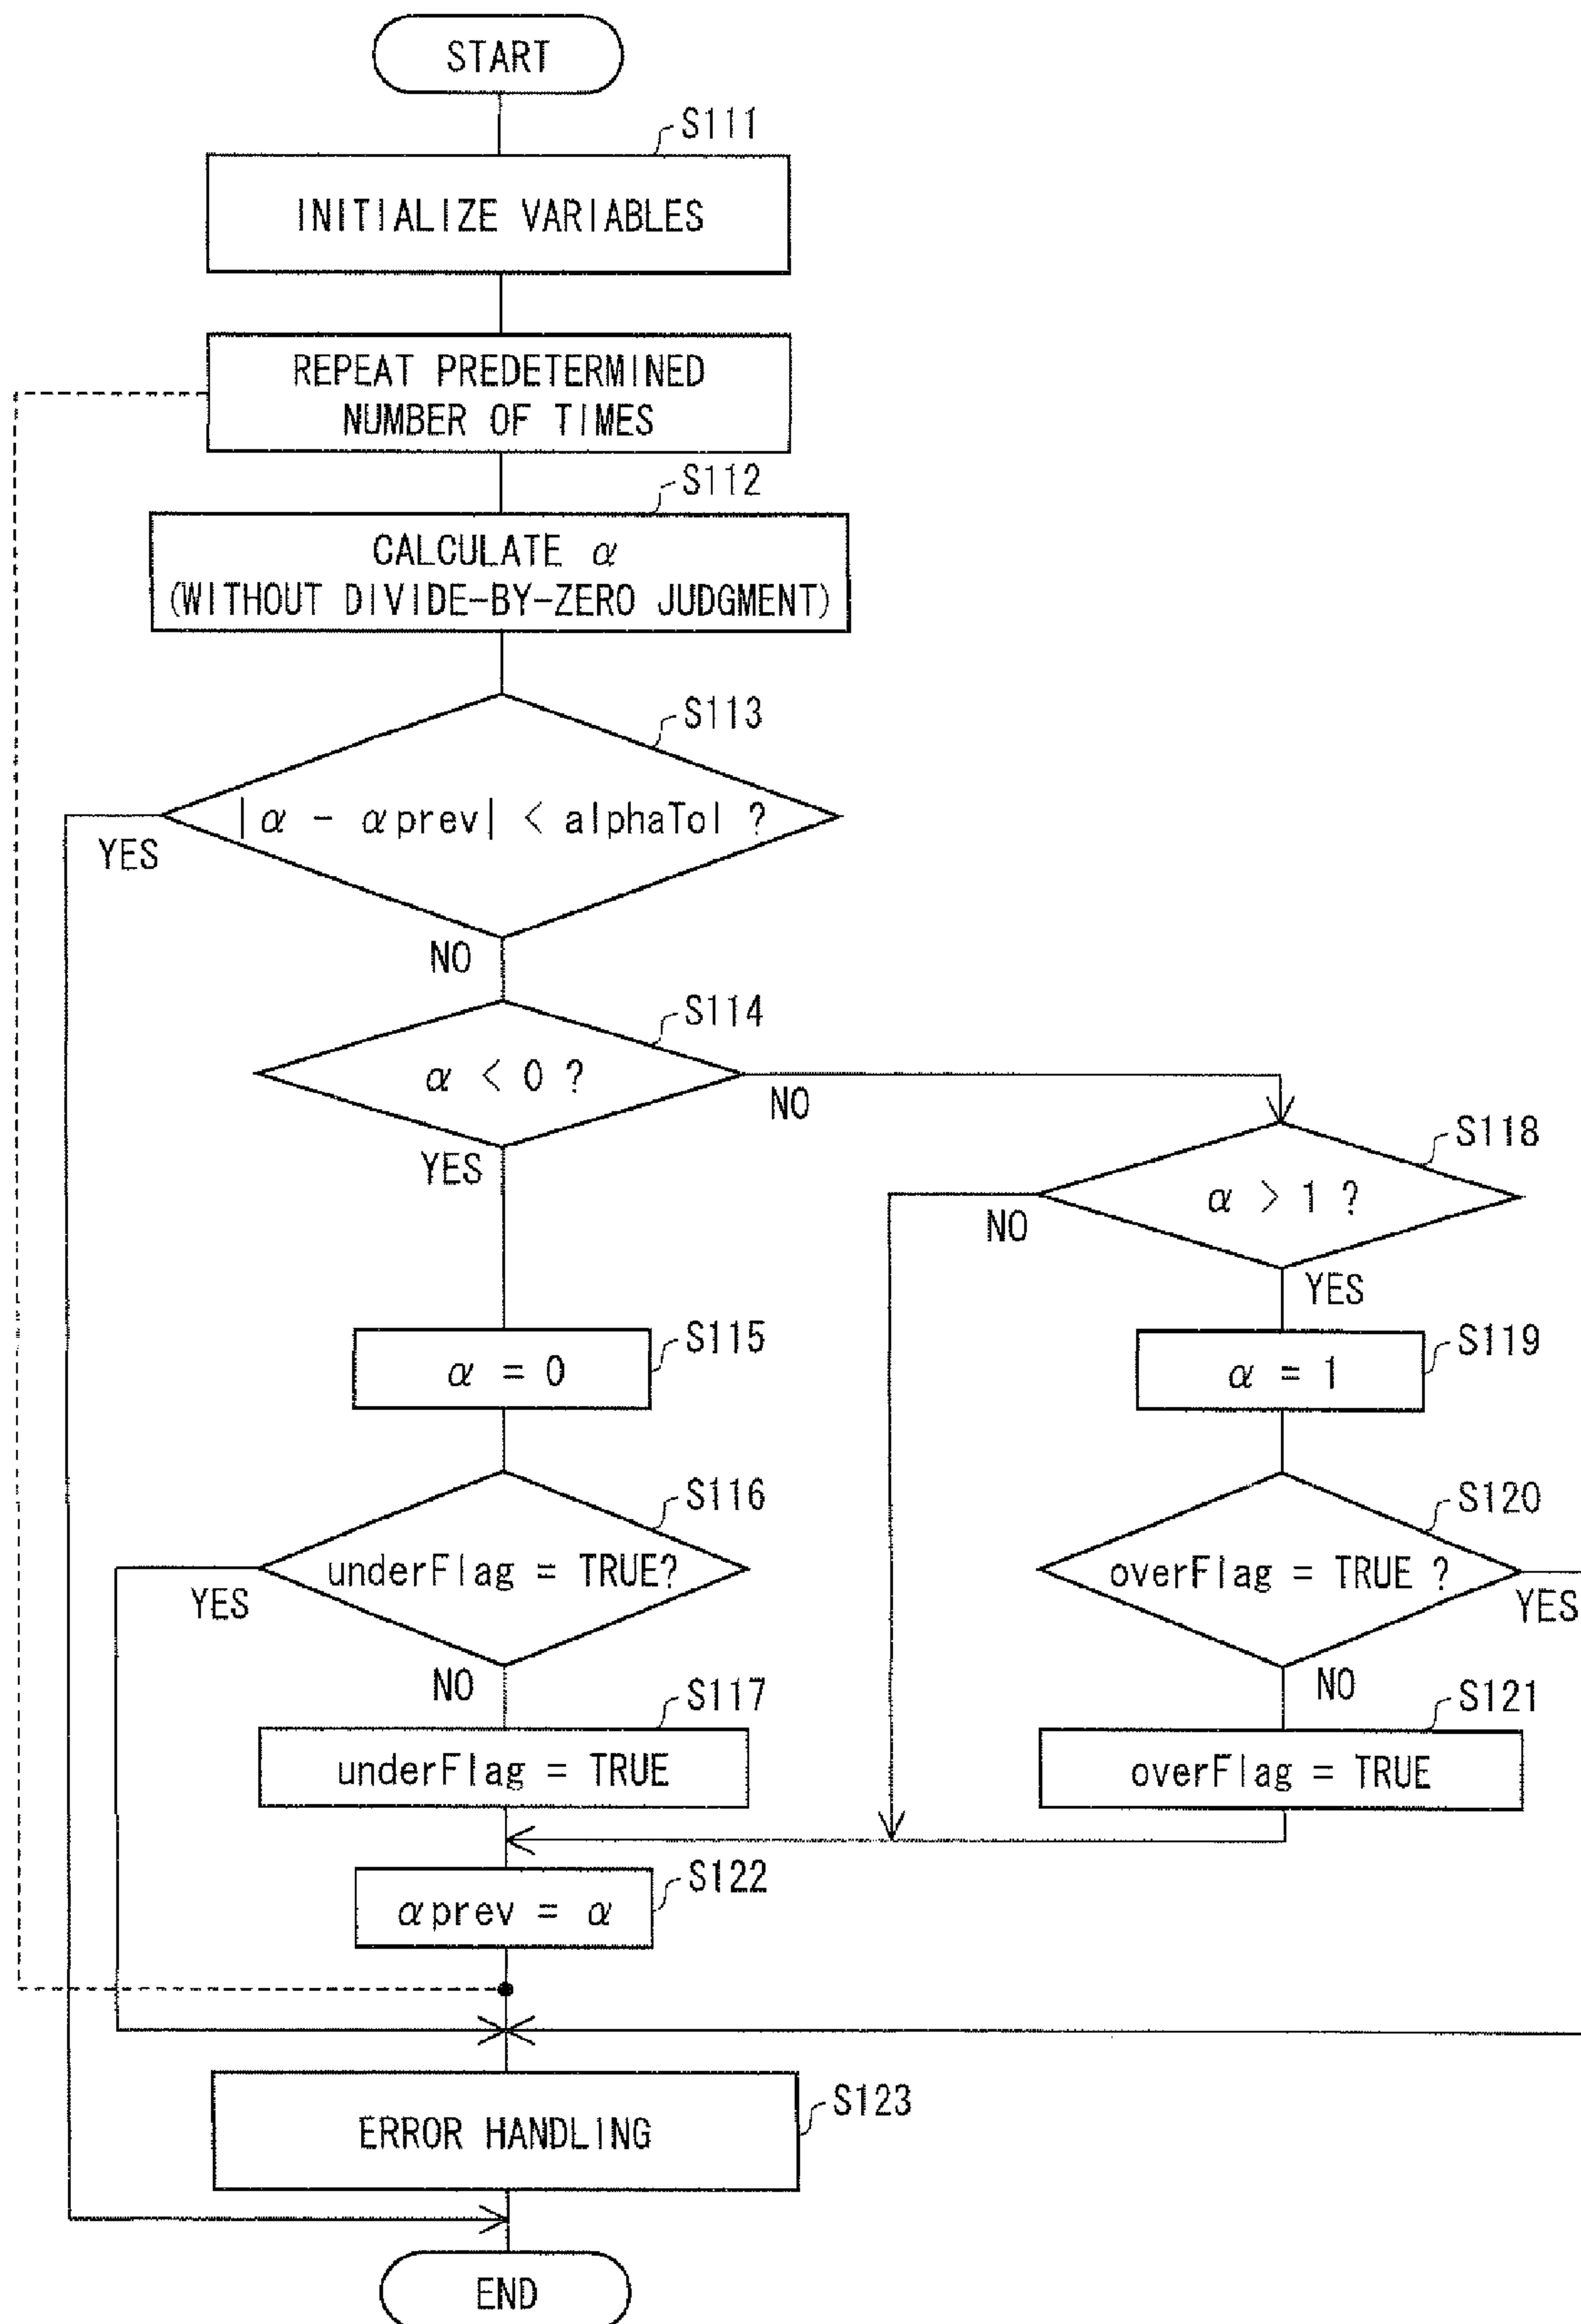 START
S111
INITIALIZE VARIABLES
REPEAT PREDETERMINED
NUMBER OF TIMES
S112
CALCULATE α
(WITHOUT DIVIDE-BY-ZERO JUDGMENT)
S113
|α - αprev| < alphaTol ?
YES
NO
S114
α < 0 ?
NO
YES
S118
α > 1 ?
NO
YES
S115
α = 0
S119
α = 1
S116
underFlag = TRUE?
YES
NO
S120
overFlag = TRUE ?
YES
NO
S117
underFlag = TRUE
S121
overFlag = TRUE
S122
αprev = α
S123
ERROR HANDLING
END